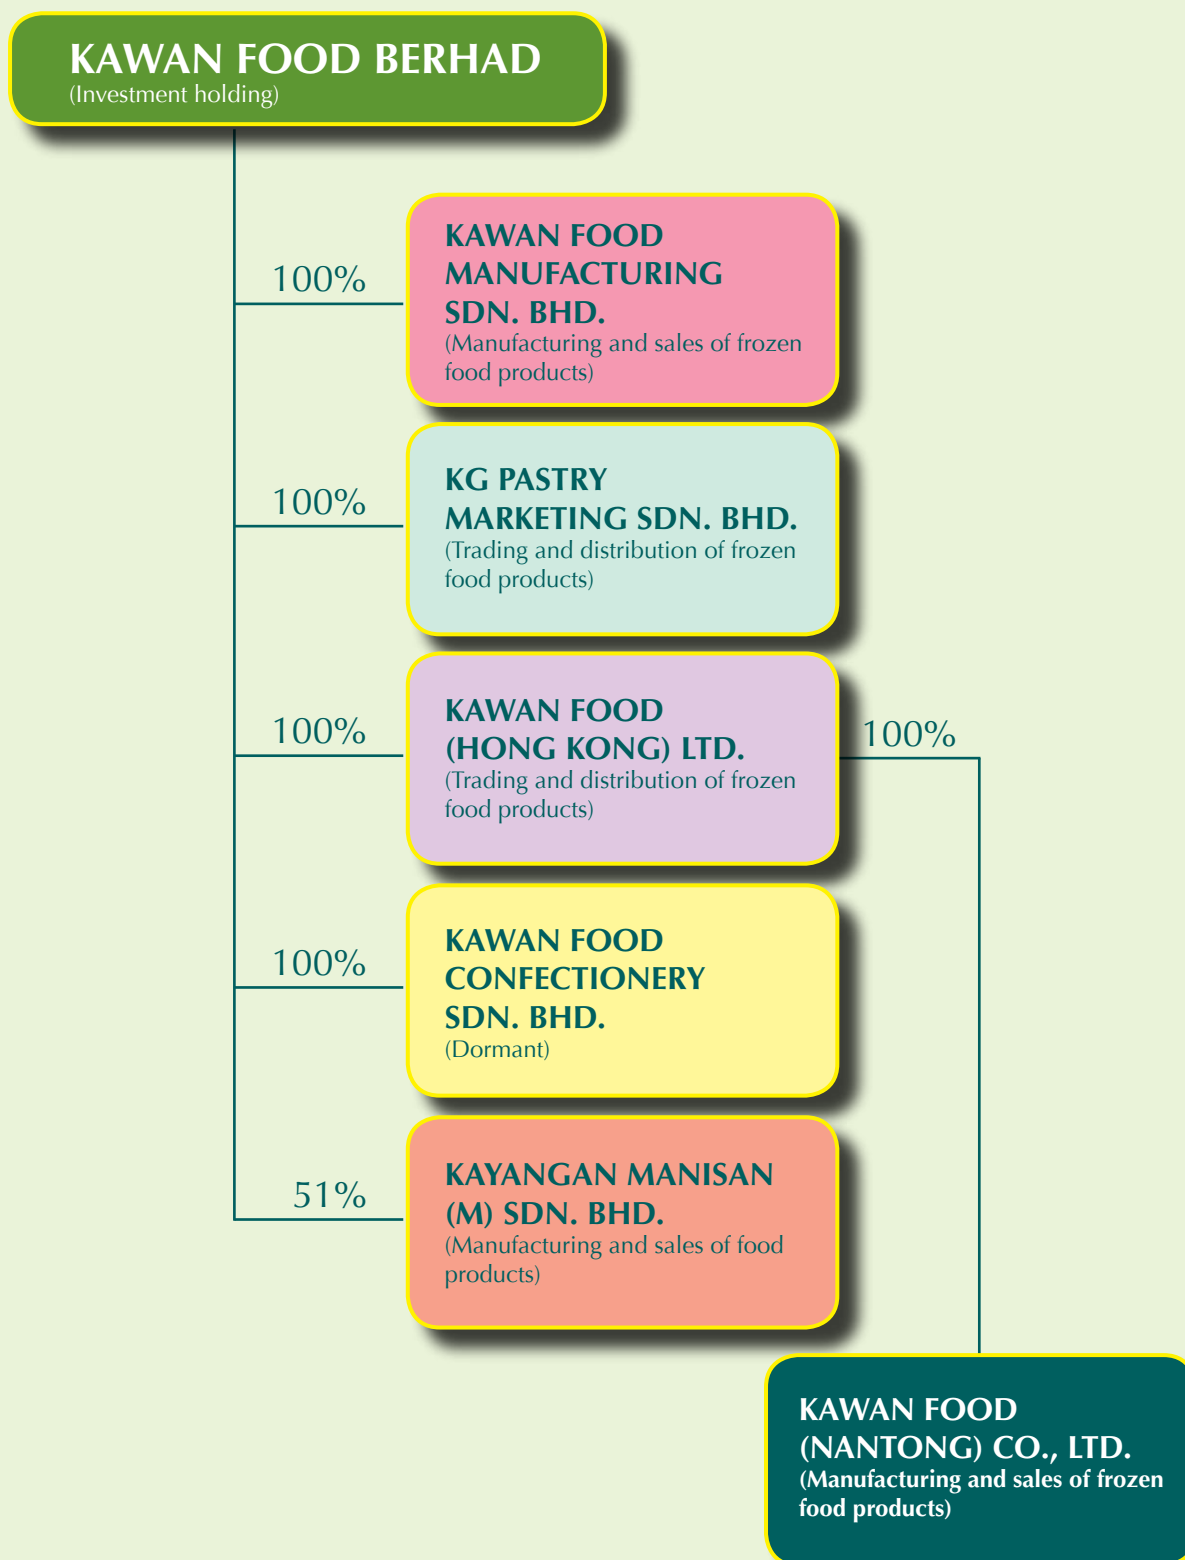 KAWAN FOOD BERHAD
(Investment holding)
100%
KAWAN FOOD
MANUFACTURING
SDN. BHD.
(Manufacturing and sales of frozen
food products)
100%
KG PASTRY
MARKETING SDN. BHD.
(Trading and distribution of frozen
food products)
100%
KAWAN FOOD
(HONG KONG) LTD.
(Trading and distribution of frozen
food products)
100%
100%
KAWAN FOOD
CONFECTIONERY
SDN. BHD.
(Dormant)
51%
KAYANGAN MANISAN
(M) SDN. BHD.
(Manufacturing and sales of food
products)
KAWAN FOOD
(NANTONG) CO., LTD.
(Manufacturing and sales of frozen
food products)